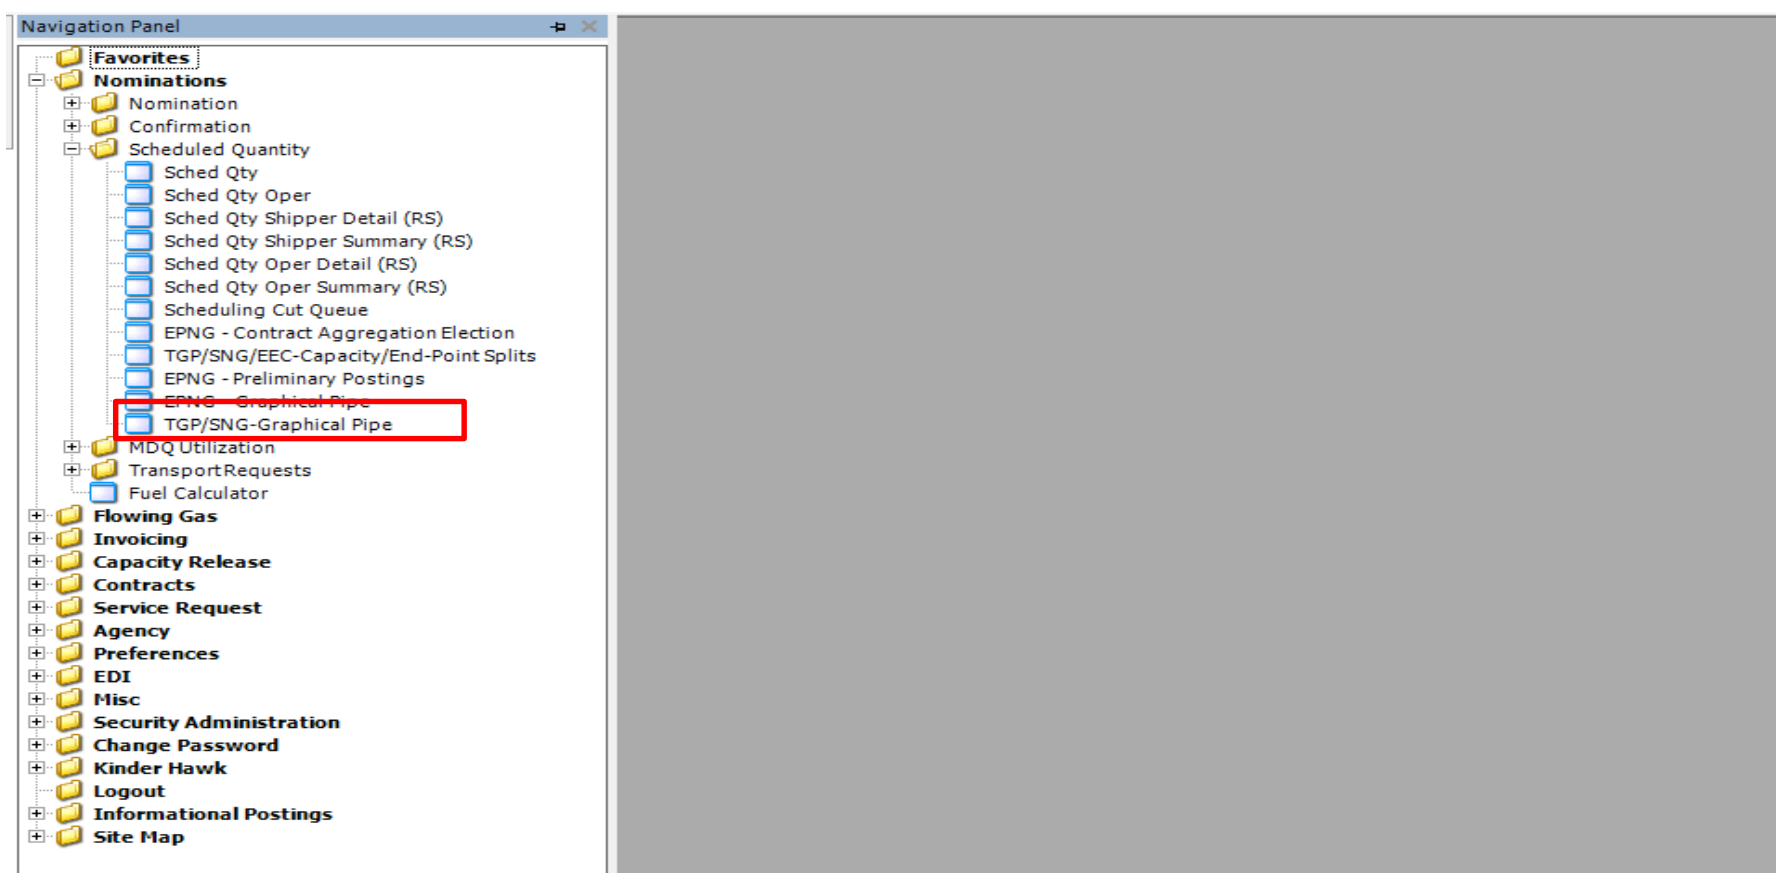 Navigation Panel
Favorites
Nominations
Nomination
Confirmation
Scheduled Quantity
Sched Qty
Sched Qty Oper
Sched Qty Shipper Detail (RS)
Sched Qty Shipper Summary (RS)
Sched Qty Oper Detail (RS)
Sched Qty Oper Summary (RS)
Scheduling Cut Queue
EPNG - Contract Aggregation Election
TGP/SNG/EEC-Capacity/End-Point Splits
EPNG - Preliminary Postings
EPNG - Graphical Pipe
TGP/SNG-Graphical Pipe
MDQ Utilization
Transport Requests
Fuel Calculator
Flowing Gas
Invoicing
Capacity Release
Contracts
Service Request
Agency
Preferences
EDI
Misc
Security Administration
Change Password
Kinder Hawk
Logout
Informational Postings
Site Map